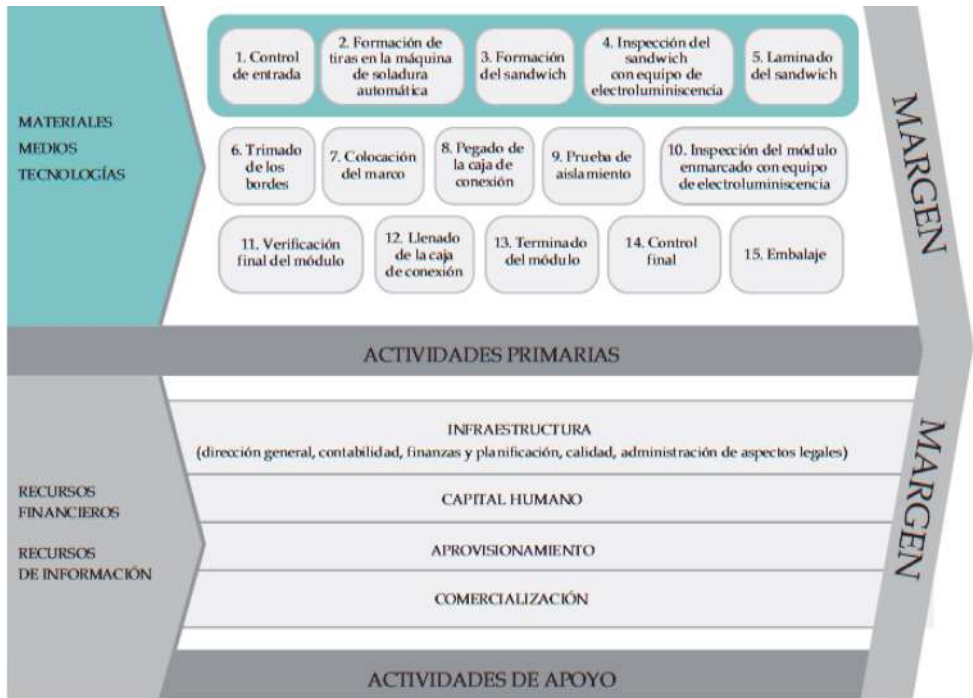 MATERIALES
MEDIOS
TECNOLOGÍAS
1. Control
de entrada
2. Formación de
tiras en la máquina
de soladura
automática
3. Formación
del sandwich
4. Inspección del
sandwich
con equipo de
electroluminiscencia
5. Laminado
del sandwich
6. Trimado
de los
bordes
7. Colocación
del marco
8. Pegado de
la caja de
conexión
9. Prueba de
aislamiento
10. Inspección del módulo
enmarcado con equipo
de electroluminiscencia
11. Verificación
final del módulo
12. Llenado
de la caja
de conexión
13. Terminado
del módulo
14. Control
final
15. Embalaje
MARGEN
ACTIVIDADES PRIMARIAS
RECURSOS
FINANCIEROS
RECURSOS
DE INFORMACIÓN
INFRAESTRUCTURA
(dirección general, contabilidad, finanzas y planificación, calidad, administración de aspectos legales)
CAPITAL HUMANO
APROVISIONAMIENTO
COMERCIALIZACIÓN
MARGEN
ACTIVIDADES DE APOYO